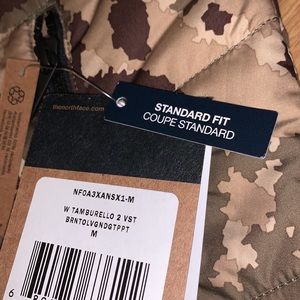 thenorthface.com
STANDARD FIT
COUPE STANDARD
NF0A3XANSX1-M
W TAMBURELLO 2 VST
BRNTOLVGNDGTPPT
M